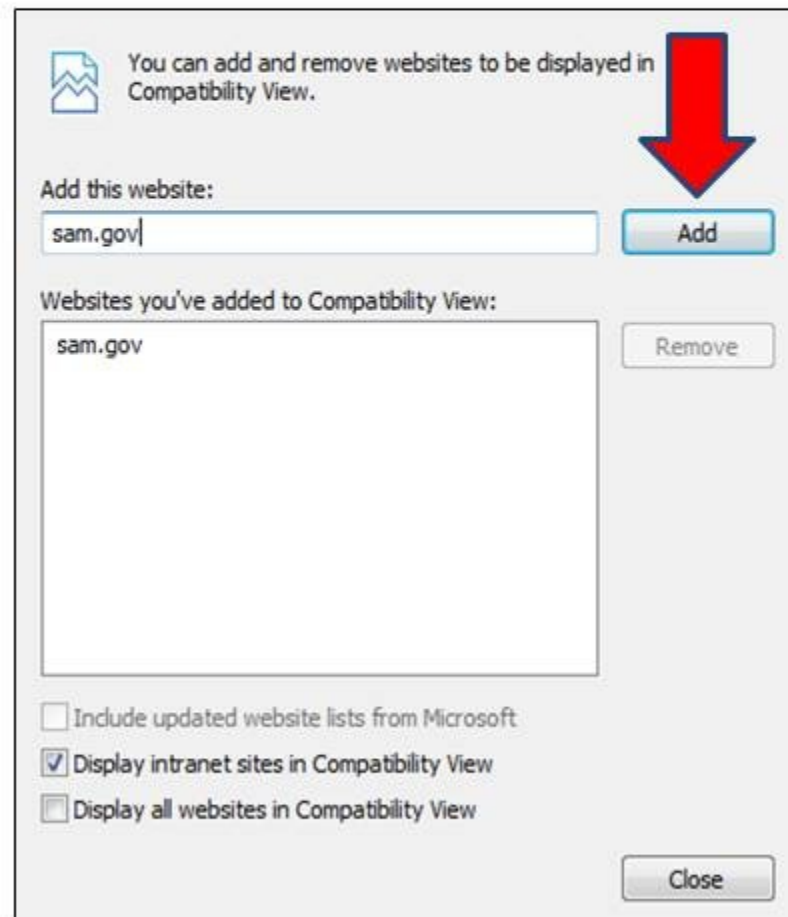 You can add and remove websites to be displayed in
Compatibility View.
Add this website:
sam.gov
Add
Websites you've added to Compatibility View:
sam.gov
Remove
Include updated website lists from Microsoft
Display intranet sites in Compatibility View
Display all websites in Compatibility View
Close